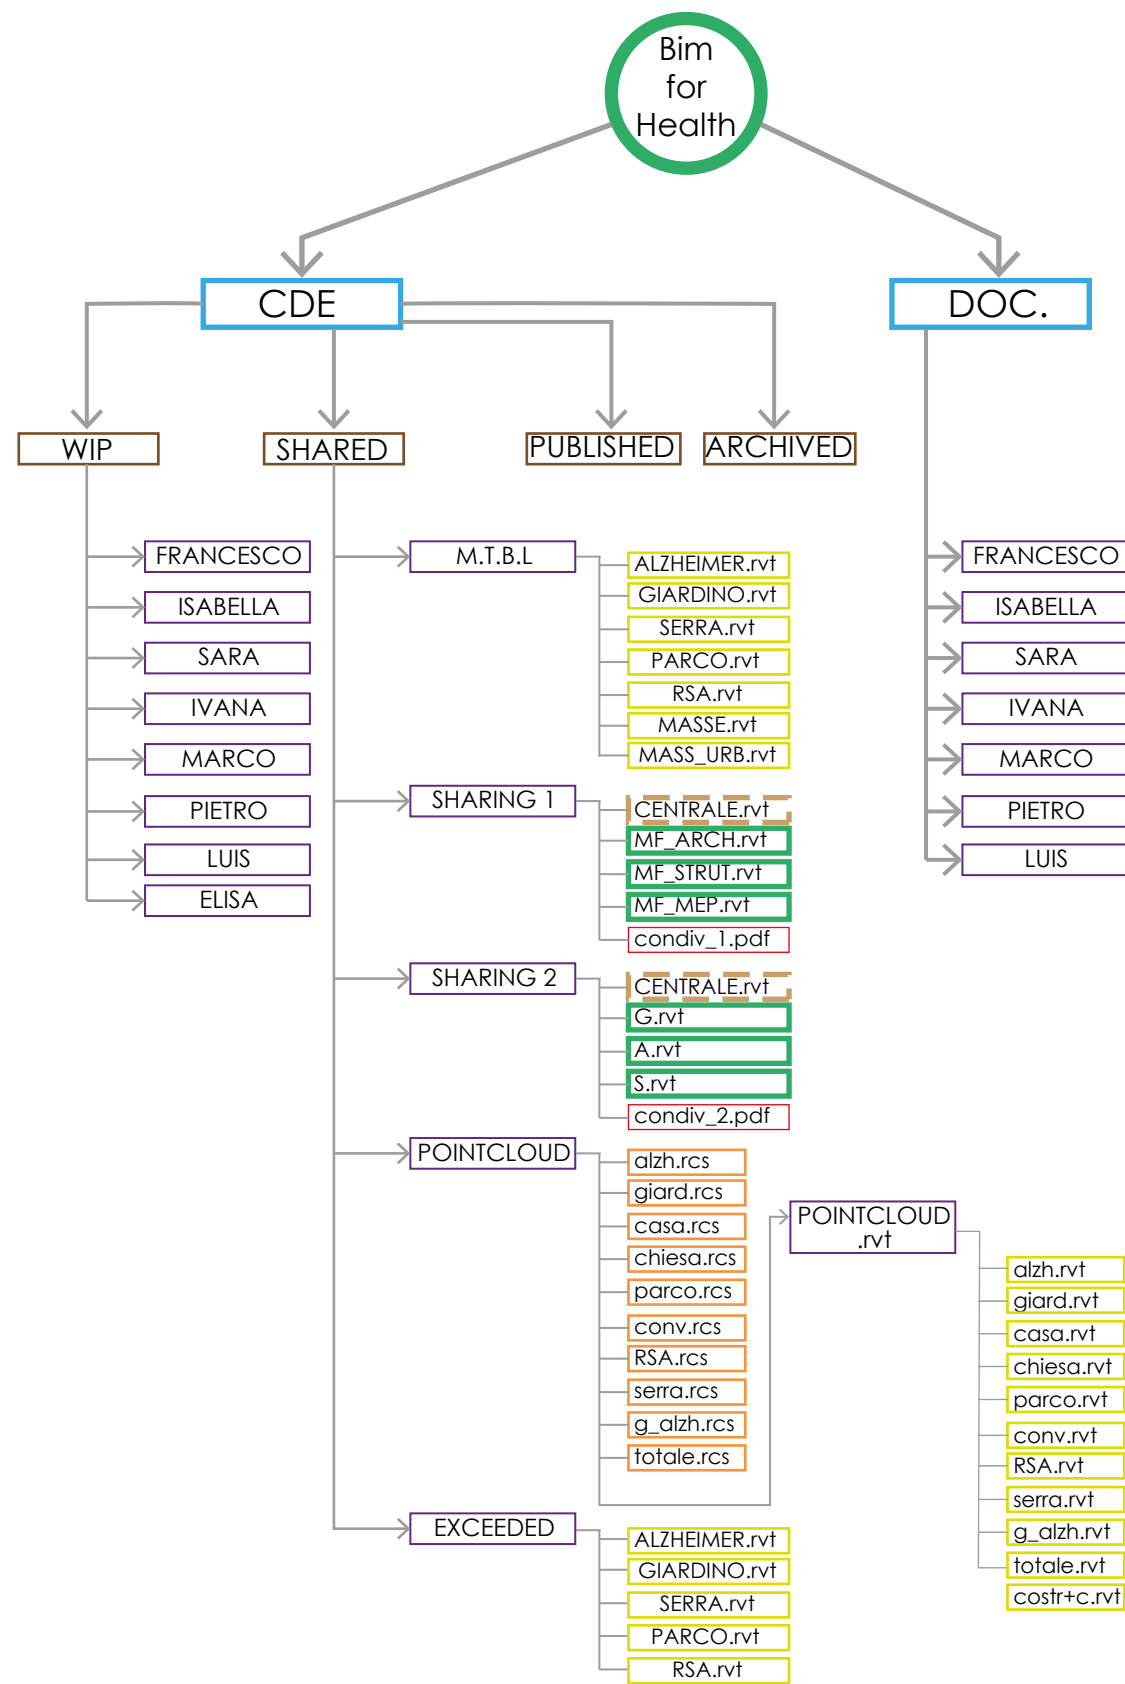 Bim
for
Health
CDE
DOC.
WIP
SHARED
PUBLISHED
ARCHIVED
FRANCESCO
ISABELLA
SARA
IVANA
MARCO
PIETRO
LUIS
ELISA
M.T.B.L
ALZHEIMER.rvt
GIARDINO.rvt
SERRA.rvt
PARCO.rvt
RSA.rvt
MASSE.rvt
MASS_URB.rvt
SHARING 1
CENTRALE.rvt
MF_ARCH.rvt
MF_STRUT.rvt
MF_MEP.rvt
condiv_1.pdf
SHARING 2
CENTRALE.rvt
G.rvt
A.rvt
S.rvt
condiv_2.pdf
POINTCLOUD
alzh.rcs
giard.rcs
casa.rcs
chiesa.rcs
parco.rcs
conv.rcs
RSA.rcs
serra.rcs
g_alzh.rcs
totale.rcs
POINTCLOUD
.rvt
alzh.rvt
giard.rvt
casa.rvt
chiesa.rvt
parco.rvt
conv.rvt
RSA.rvt
serra.rvt
g_alzh.rvt
totale.rvt
costr+c.rvt
EXCEEDED
ALZHEIMER.rvt
GIARDINO.rvt
SERRA.rvt
PARCO.rvt
RSA.rvt
FRANCESCO
ISABELLA
SARA
IVANA
MARCO
PIETRO
LUIS